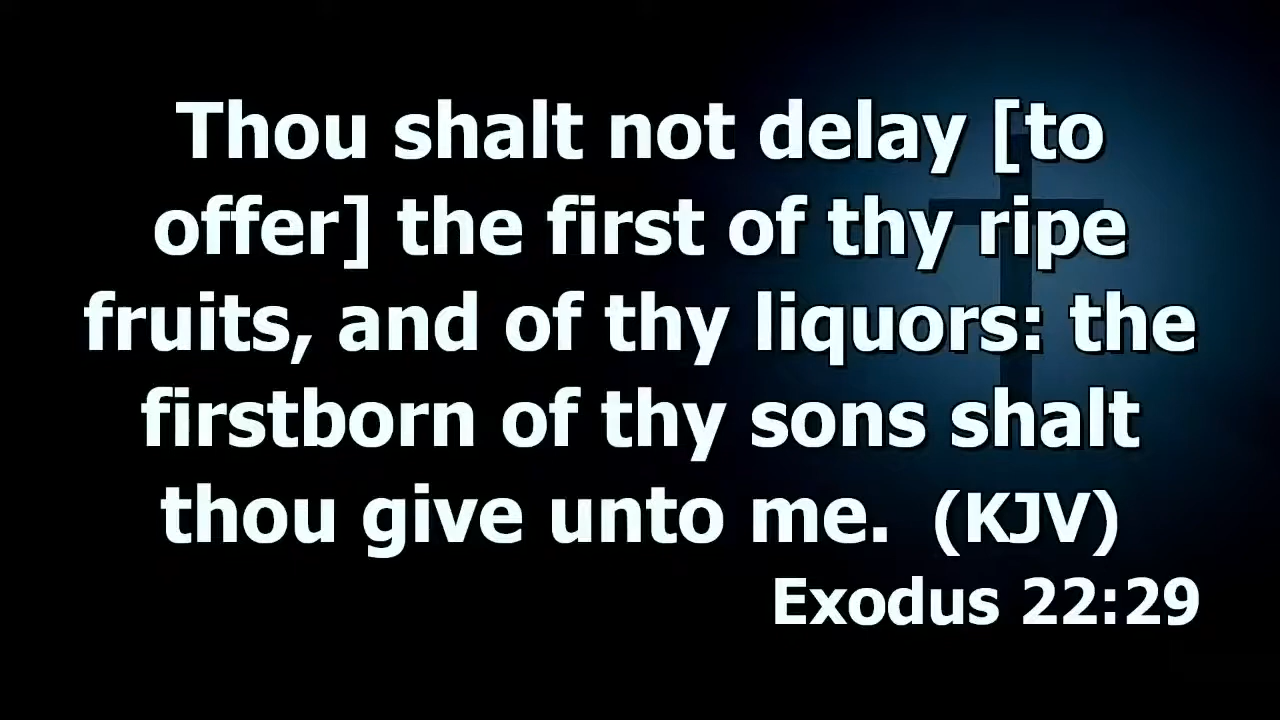 Thou shalt not delay [to
offer] the first of thy ripe
fruits, and of thy liquors: the
firstborn of thy sons shalt
thou give unto me.  (KJV)
Exodus 22:29